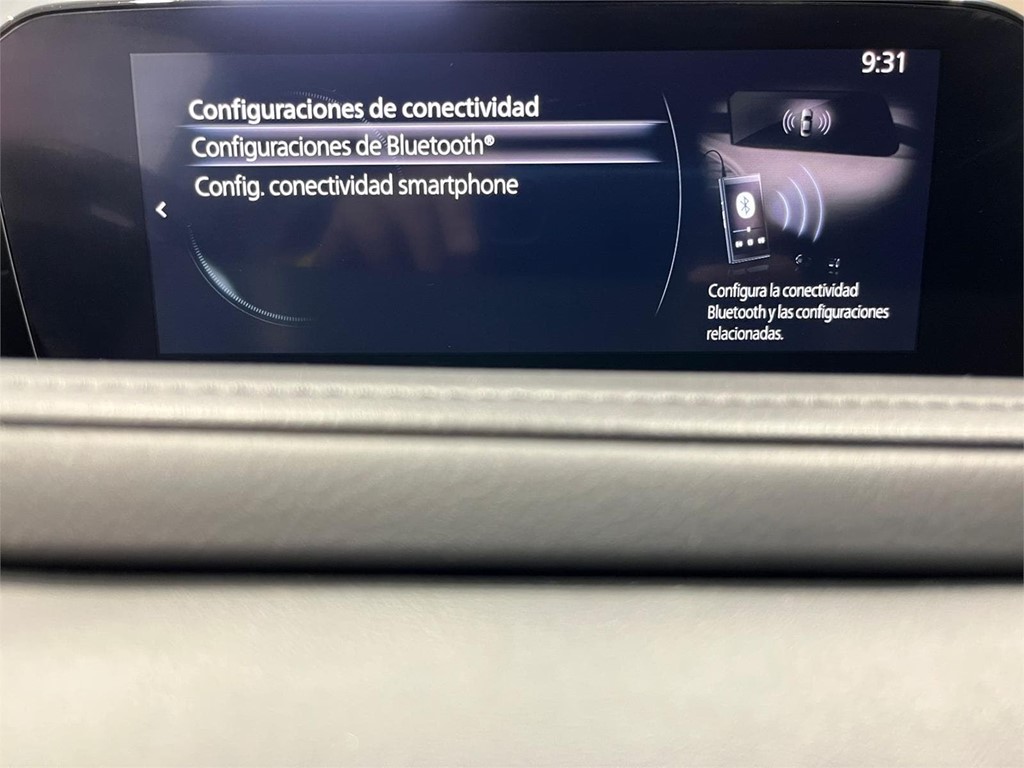 9:31
Configuraciones de conectividad
Configuraciones de Bluetooth®
Config. conectividad smartphone
Configura la conectividad
Bluetooth y las configuraciones
relacionadas.